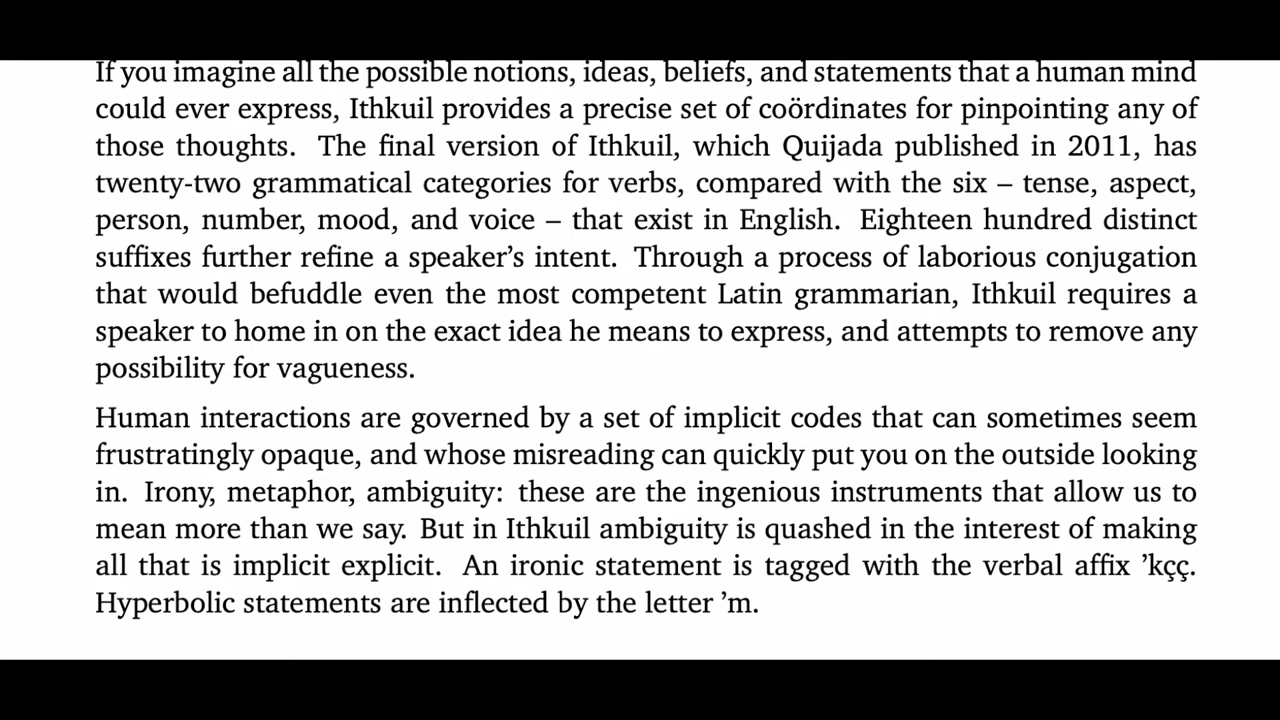 If you imagine all the possible notions, ideas, beliefs, and statements that a human mind
could ever express, Ithkuil provides a precise set of coördinates for pinpointing any of
those thoughts. The final version of Ithkuil, which Quijada published in 2011, has
twenty-two grammatical categories for verbs, compared with the six – tense, aspect,
person, number, mood, and voice – that exist in English. Eighteen hundred distinct
suffixes further refine a speaker’s intent. Through a process of laborious conjugation
that would befuddle even the most competent Latin grammarian, Ithkuil requires a
speaker to home in on the exact idea he means to express, and attempts to remove any
possibility for vagueness.
Human interactions are governed by a set of implicit codes that can sometimes seem
frustratingly opaque, and whose misreading can quickly put you on the outside looking
in. Irony, metaphor, ambiguity: these are the ingenious instruments that allow us to
mean more than we say. But in Ithkuil ambiguity is quashed in the interest of making
all that is implicit explicit. An ironic statement is tagged with the verbal affix ’kçç.
Hyperbolic statements are inflected by the letter ’m.